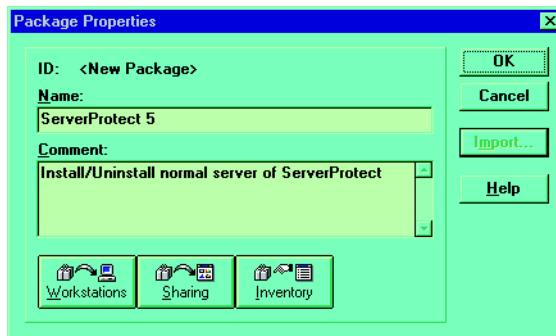 Package Properties
ID: <New Package>
Name:
ServerProtect 5
Comment:
Install/Uninstall normal server of ServerProtect
Workstations
Sharing
Inventory
OK
Cancel
Import...
Help